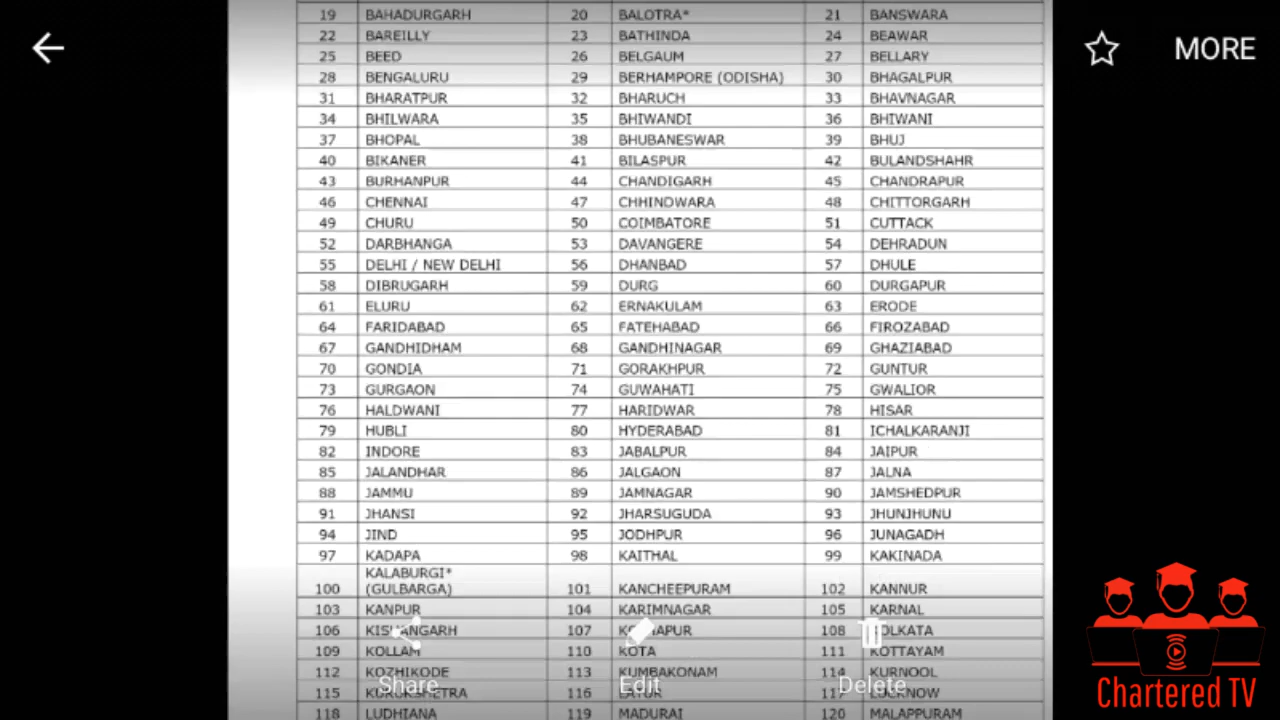 MORE
19 BAHADURGARH 20 BALOTRA* 21 BANSWARA
22 BAREILLY 23 BATHINDA 24 BEAWAR
25 BEED 26 BELGAUM 27 BELLARY
28 BENGALURU 29 BERHAMPORE (ODISHA) 30 BHAGALPUR
31 BHARATPUR 32 BHARUCH 33 BHAVNAGAR
34 BHILWARA 35 BHIWANDI 36 BHIWANI
37 BHOPAL 38 BHUBANESWAR 39 BHUJ
40 BIKANER 41 BILASPUR 42 BULANDSHAHR
43 BURHANPUR 44 CHANDIGARH 45 CHANDRAPUR
46 CHENNAI 47 CHHINDWARA 48 CHITTORGARH
49 CHURU 50 COIMBATORE 51 CUTTACK
52 DARBHANGA 53 DAVANGERE 54 DEHRADUN
55 DELHI / NEW DELHI 56 DHANBAD 57 DHULE
58 DIBRUGARH 59 DURG 60 DURGAPUR
61 ELURU 62 ERNAKULAM 63 ERODE
64 FARIDABAD 65 FATEHABAD 66 FIROZABAD
67 GANDHIDHAM 68 GANDHINAGAR 69 GHAZIABAD
70 GONDIA 71 GORAKHPUR 72 GUNTUR
73 GURGAON 74 GUWAHATI 75 GWALIOR
76 HALDWANI 77 HARIDWAR 78 HISAR
79 HUBLI 80 HYDERABAD 81 ICHALKARANJI
82 INDORE 83 JABALPUR 84 JAIPUR
85 JALANDHAR 86 JALGAON 87 JALNA
88 JAMMU 89 JAMNAGAR 90 JAMSHEDPUR
91 JHANSI 92 JHARSUGUDA 93 JHUNJHUNU
94 JIND 95 JODHPUR 96 JUNAGADH
97 KADAPA 98 KAITHAL 99 KAKINADA
KALABURGI*
100 (GULBARGA) 101 KANCHEEPURAM 102 KANNUR
103 KANPUR 104 KARIMNAGAR 105 KARNAL
106 KISHANGARH 107 108 KOLKATA
109 KOLLAM 110 KOTA 111 KOTTAYAM
112 KOZHIKODE 113 KUMBAKONAM 114 KURNOOL
Share Edit Delete
115 KURUKSHETRA 116 LATUR 117 LUCKNOW
118 LUDHIANA 119 MADURAI 120 MALAPPURAM
Chartered TV